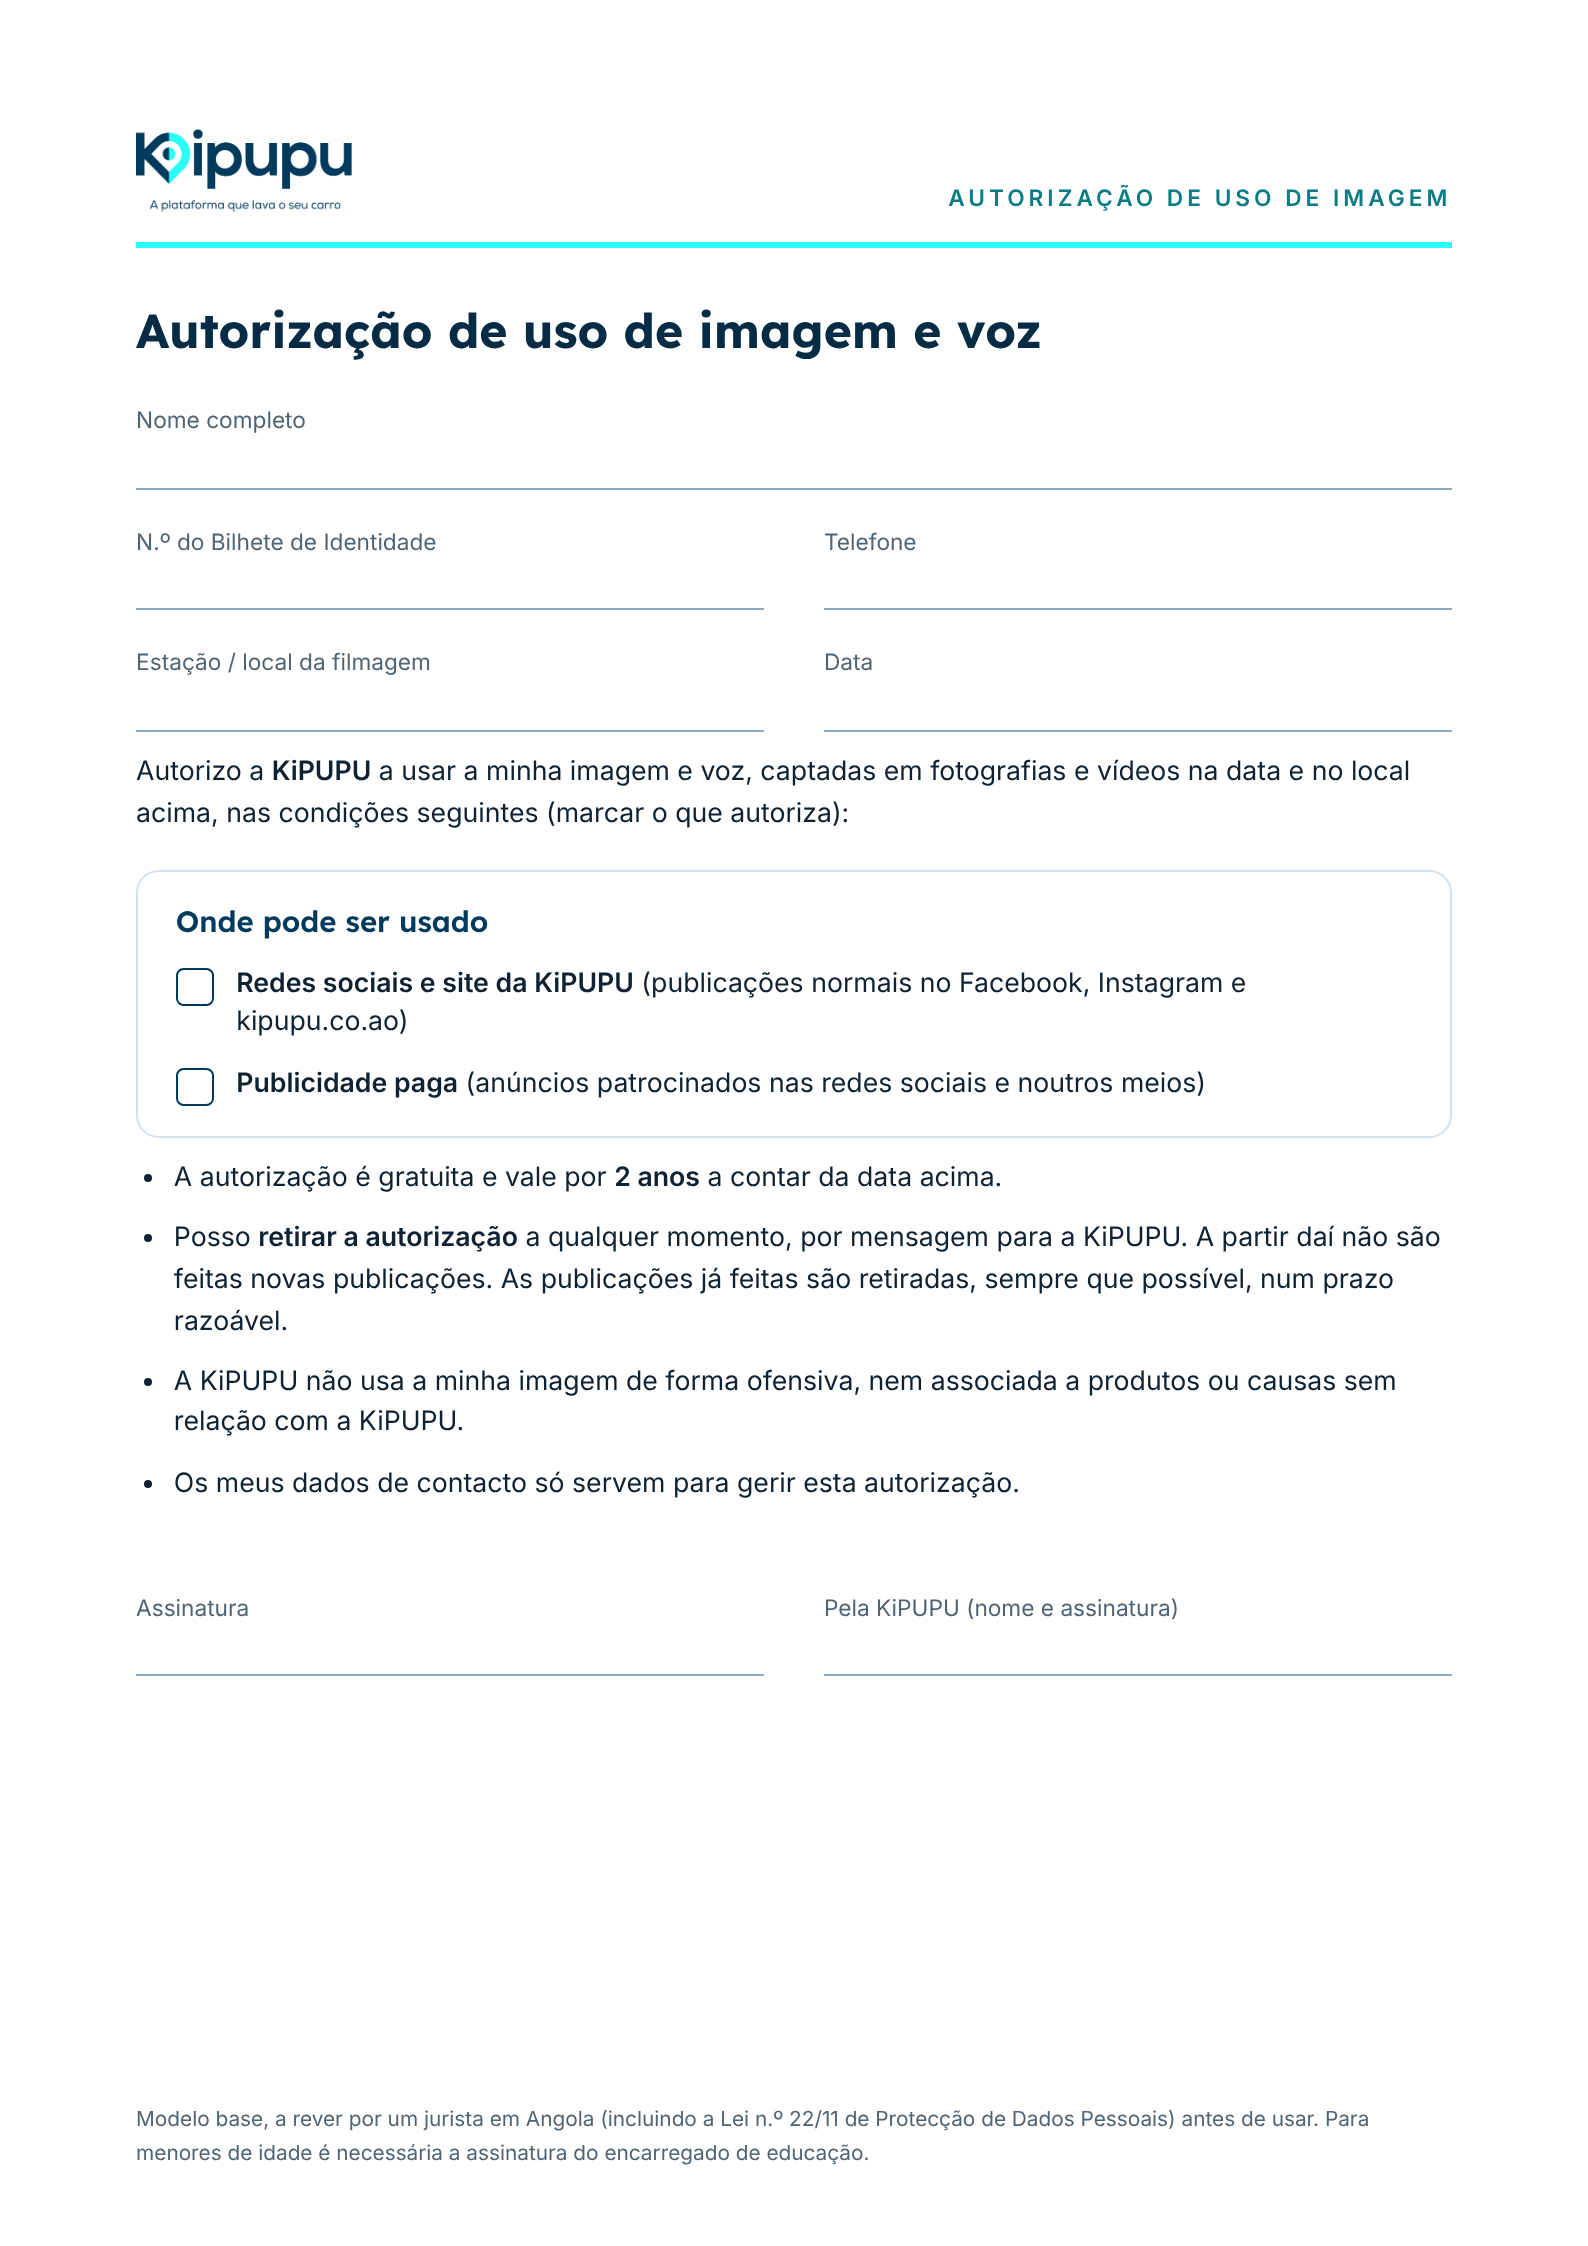 Kipupu
A plataforma que lava o seu carro
AUTORIZAÇÃO DE USO DE IMAGEM
Autorização de uso de imagem e voz
Nome completo
N.º do Bilhete de Identidade
Telefone
Estação / local da filmagem
Data
Autorizo a KiPUPU a usar a minha imagem e voz, captadas em fotografias e vídeos na data e no local
acima, nas condições seguintes (marcar o que autoriza):
Onde pode ser usado
Redes sociais e site da KiPUPU (publicações normais no Facebook, Instagram e
kipupu.co.ao)
Publicidade paga (anúncios patrocinados nas redes sociais e noutros meios)
• A autorização é gratuita e vale por 2 anos a contar da data acima.
• Posso retirar a autorização a qualquer momento, por mensagem para a KiPUPU. A partir daí não são
feitas novas publicações. As publicações já feitas são retiradas, sempre que possível, num prazo
razoável.
• A KiPUPU não usa a minha imagem de forma ofensiva, nem associada a produtos ou causas sem
relação com a KiPUPU.
• Os meus dados de contacto só servem para gerir esta autorização.
Assinatura
Pela KiPUPU (nome e assinatura)
Modelo base, a rever por um jurista em Angola (incluindo a Lei n.º 22/11 de Protecção de Dados Pessoais) antes de usar. Para
menores de idade é necessária a assinatura do encarregado de educação.